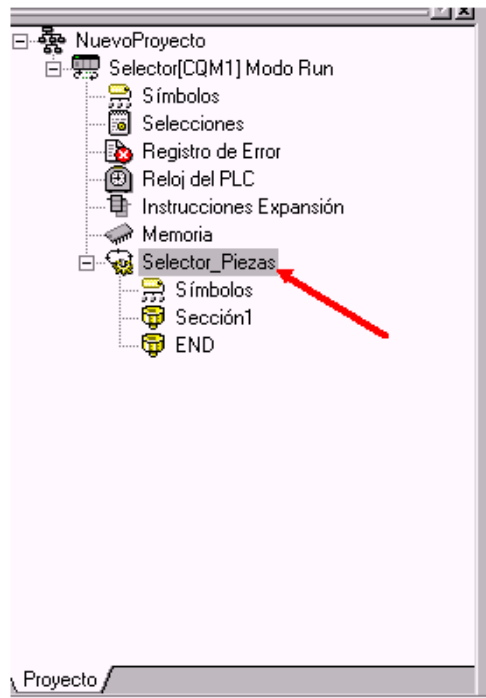 NuevoProyecto
Selector[CQM1] Modo Run
Símbolos
Selecciones
Registro de Error
Reloj del PLC
Instrucciones Expansión
Memoria
Selector_Piezas
Símbolos
Sección1
END
Proyecto